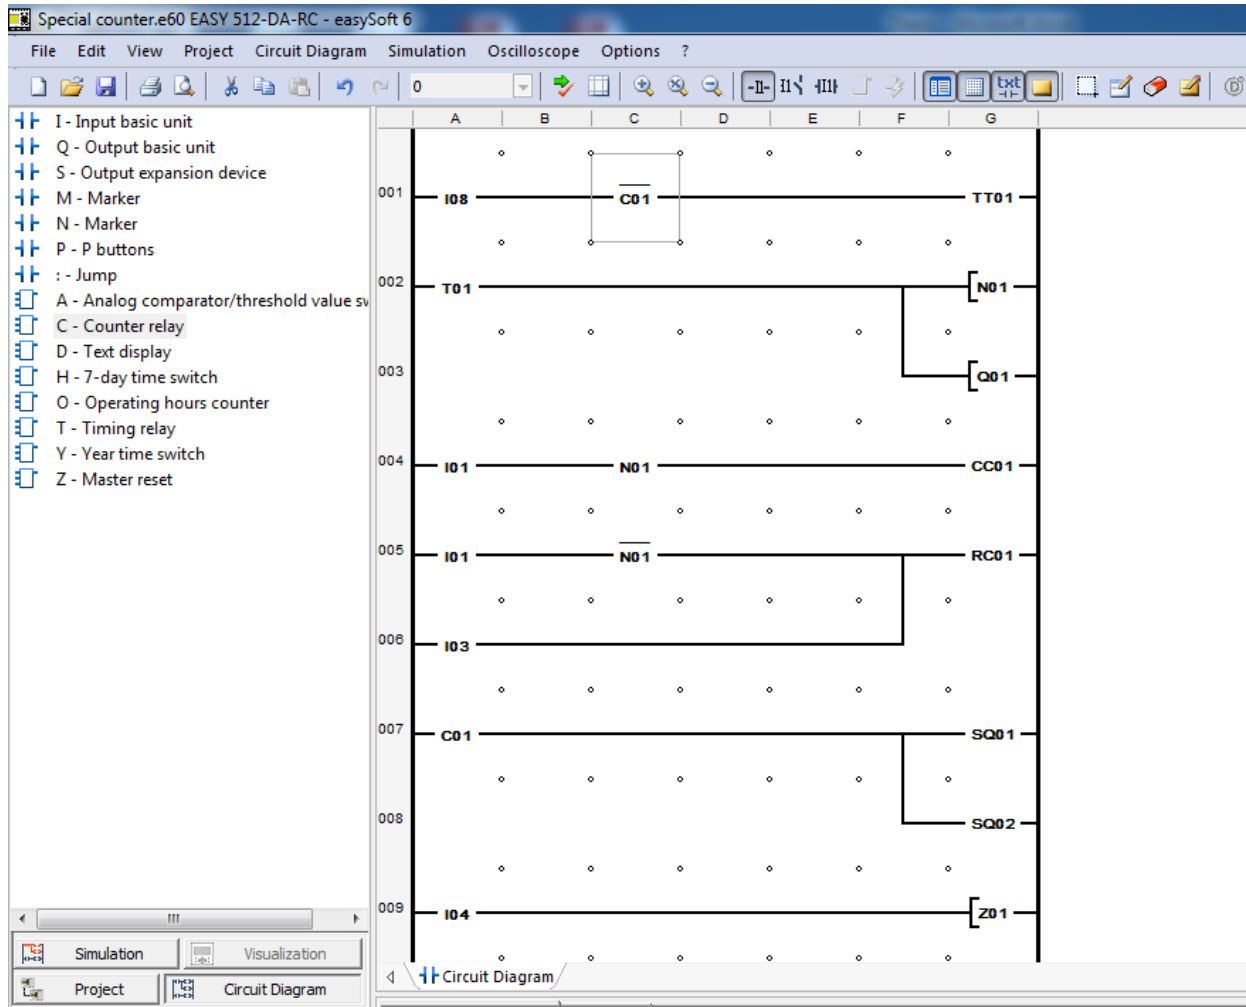 Special counter.e60 EASY 512-DA-RC - easySoft 6
File Edit View Project Circuit Diagram Simulation Oscilloscope Options ?
0
I - Input basic unit
Q - Output basic unit
S - Output expansion device
M - Marker
N - Marker
P - P buttons
: - Jump
A - Analog comparator/threshold value sv
C - Counter relay
D - Text display
H - 7-day time switch
O - Operating hours counter
T - Timing relay
Y - Year time switch
Z - Master reset
Simulation Visualization
Project Circuit Diagram
A B C D E F G
001 I08 C01 TT01
002 T01 N01
003 Q01
004 I01 N01 CC01
005 I01 N01 RC01
006 I03
007 C01 SQ01
008 SQ02
009 I04 Z01
Circuit Diagram